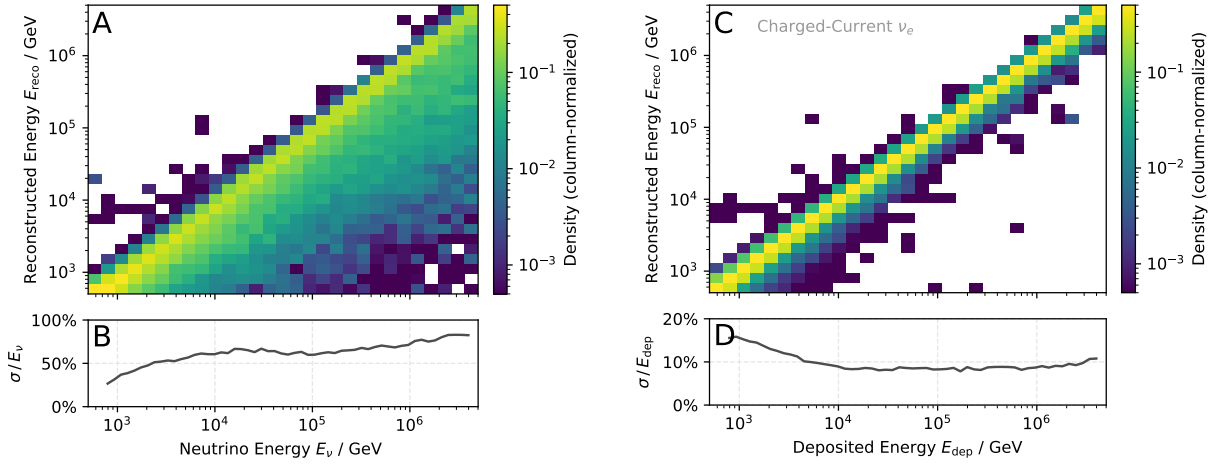 A
Reconstructed Energy E_reco / GeV
10^6
10^5
10^4
10^3
10^-1
10^-2
10^-3
Density (column-normalized)
B
σ/E_ν
100%
50%
0%
10^3 10^4 10^5 10^6
Neutrino Energy E_ν / GeV
C
Charged-Current ν_e
Reconstructed Energy E_reco / GeV
10^6
10^5
10^4
10^3
10^-1
10^-2
10^-3
Density (column-normalized)
D
σ/E_dep
20%
10%
0%
10^3 10^4 10^5 10^6
Deposited Energy E_dep / GeV